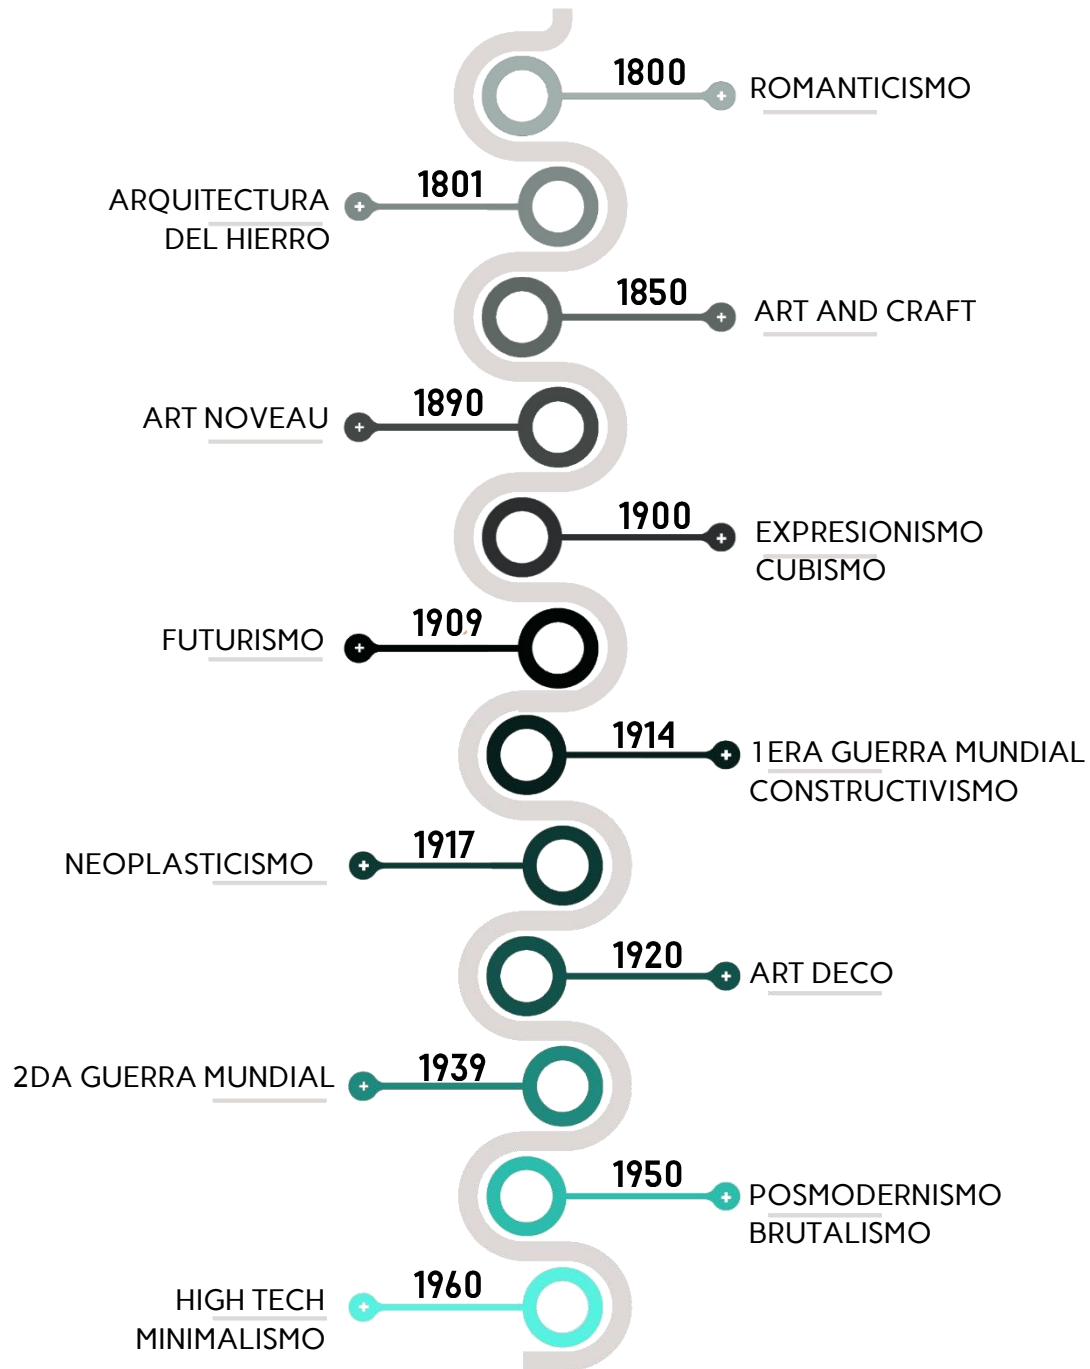 1800
ROMANTICISMO
1801
ARQUITECTURA
DEL HIERRO
1850
ART AND CRAFT
1890
ART NOVEAU
1900
EXPRESIONISMO
CUBISMO
1909
FUTURISMO
1914
1ERA GUERRA MUNDIAL
CONSTRUCTIVISMO
1917
NEOPLASTICISMO
1920
ART DECO
1939
2DA GUERRA MUNDIAL
1950
POSMODERNISMO
BRUTALISMO
1960
HIGH TECH
MINIMALISMO